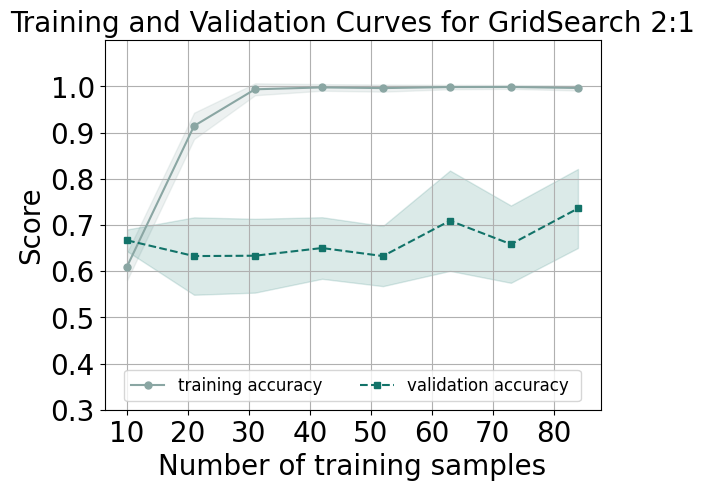 Training and Validation Curves for GridSearch 2:1
1.0
0.9
0.8
0.7
0.6
0.5
0.4
0.3
Score
training accuracy
validation accuracy
10 20 30 40 50 60 70 80
Number of training samples